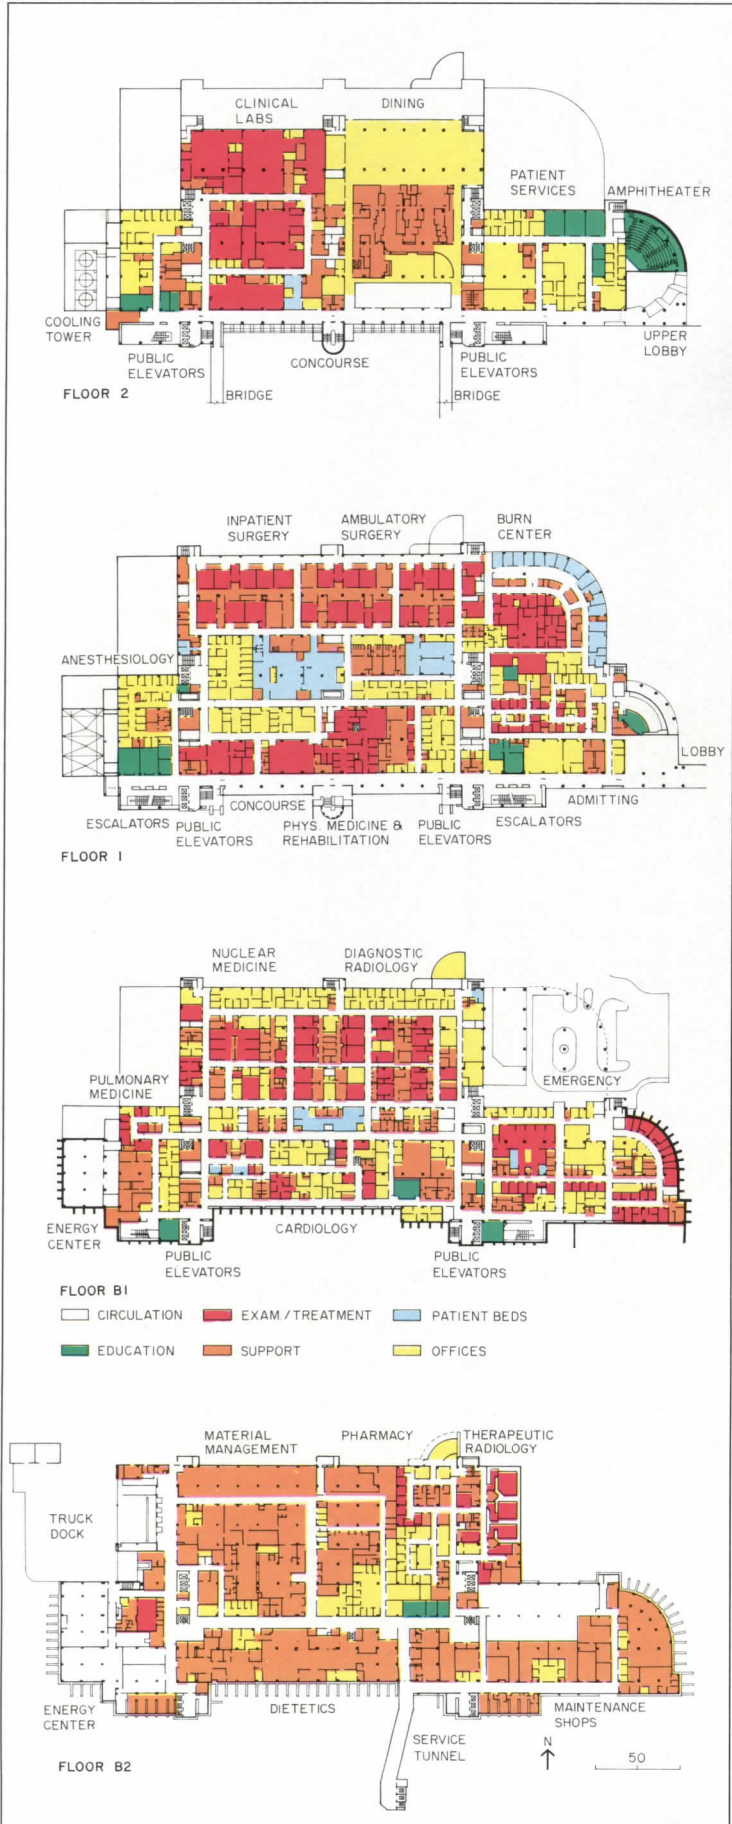 CLINICAL
LABS
DINING
PATIENT
SERVICES
AMPHITHEATER
COOLING
TOWER
PUBLIC
ELEVATORS
CONCOURSE
PUBLIC
ELEVATORS
UPPER
LOBBY
FLOOR 2
BRIDGE
BRIDGE
INPATIENT
SURGERY
AMBULATORY
SURGERY
BURN
CENTER
ANESTHESIOLOGY
LOBBY
ESCALATORS
PUBLIC
ELEVATORS
CONCOURSE
PHYS. MEDICINE &
REHABILITATION
PUBLIC
ELEVATORS
ESCALATORS
ADMITTING
FLOOR 1
NUCLEAR
MEDICINE
DIAGNOSTIC
RADIOLOGY
PULMONARY
MEDICINE
EMERGENCY
ENERGY
CENTER
PUBLIC
ELEVATORS
CARDIOLOGY
PUBLIC
ELEVATORS
FLOOR B1
CIRCULATION
EXAM./TREATMENT
PATIENT BEDS
EDUCATION
SUPPORT
OFFICES
MATERIAL
MANAGEMENT
PHARMACY
THERAPEUTIC
RADIOLOGY
TRUCK
DOCK
ENERGY
CENTER
DIETETICS
SERVICE
TUNNEL
MAINTENANCE
SHOPS
N
50
FLOOR B2